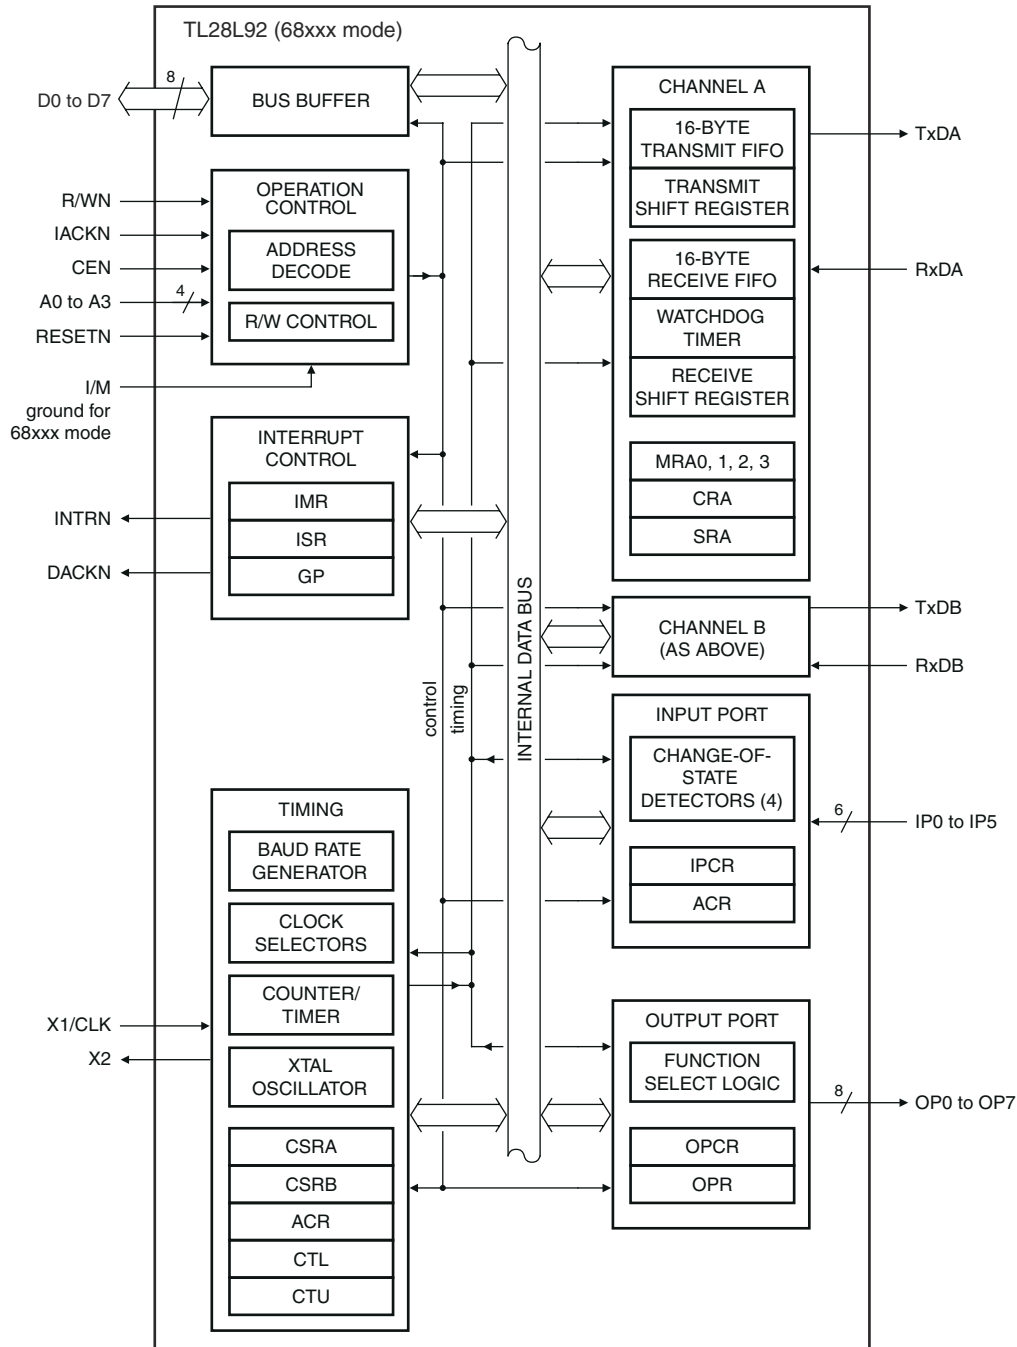 TL28L92 (68xxx mode)
D0 to D7
8
BUS BUFFER
R/WN
IACKN
CEN
A0 to A3
4
RESETN
OPERATION
CONTROL
ADDRESS
DECODE
R/W CONTROL
I/M
ground for
68xxx mode
INTERRUPT
CONTROL
IMR
ISR
GP
INTRN
DACKN
control
timing
INTERNAL DATA BUS
TIMING
BAUD RATE
GENERATOR
CLOCK
SELECTORS
COUNTER/
TIMER
XTAL
OSCILLATOR
CSRA
CSRB
ACR
CTL
CTU
X1/CLK
X2
CHANNEL A
16-BYTE
TRANSMIT FIFO
TRANSMIT
SHIFT REGISTER
16-BYTE
RECEIVE FIFO
WATCHDOG
TIMER
RECEIVE
SHIFT REGISTER
MRA0, 1, 2, 3
CRA
SRA
TxDA
RxDA
CHANNEL B
(AS ABOVE)
TxDB
RxDB
INPUT PORT
CHANGE-OF-
STATE
DETECTORS (4)
IPCR
ACR
6
IP0 to IP5
OUTPUT PORT
FUNCTION
SELECT LOGIC
OPCR
OPR
8
OP0 to OP7